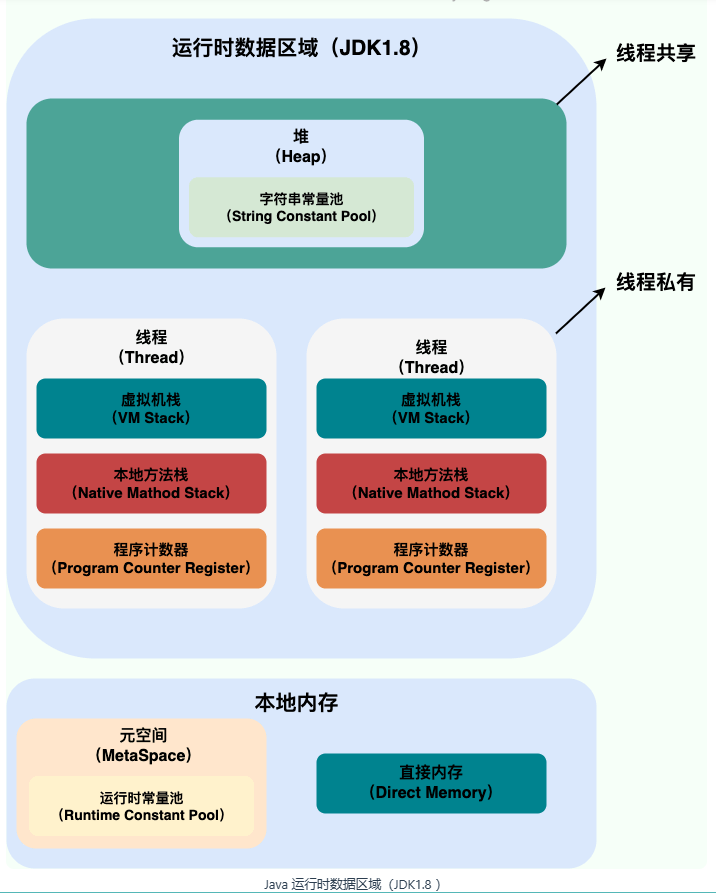 运行时数据区域（JDK1.8）
线程共享
堆
（Heap）
字符串常量池
（String Constant Pool）
线程私有
线程
（Thread）
虚拟机栈
（VM Stack）
本地方法栈
（Native Mathod Stack）
程序计数器
（Program Counter Register）
线程
（Thread）
虚拟机栈
（VM Stack）
本地方法栈
（Native Mathod Stack）
程序计数器
（Program Counter Register）
本地内存
元空间
（MetaSpace）
运行时常量池
（Runtime Constant Pool）
直接内存
（Direct Memory）
Java 运行时数据区域（JDK1.8 ）